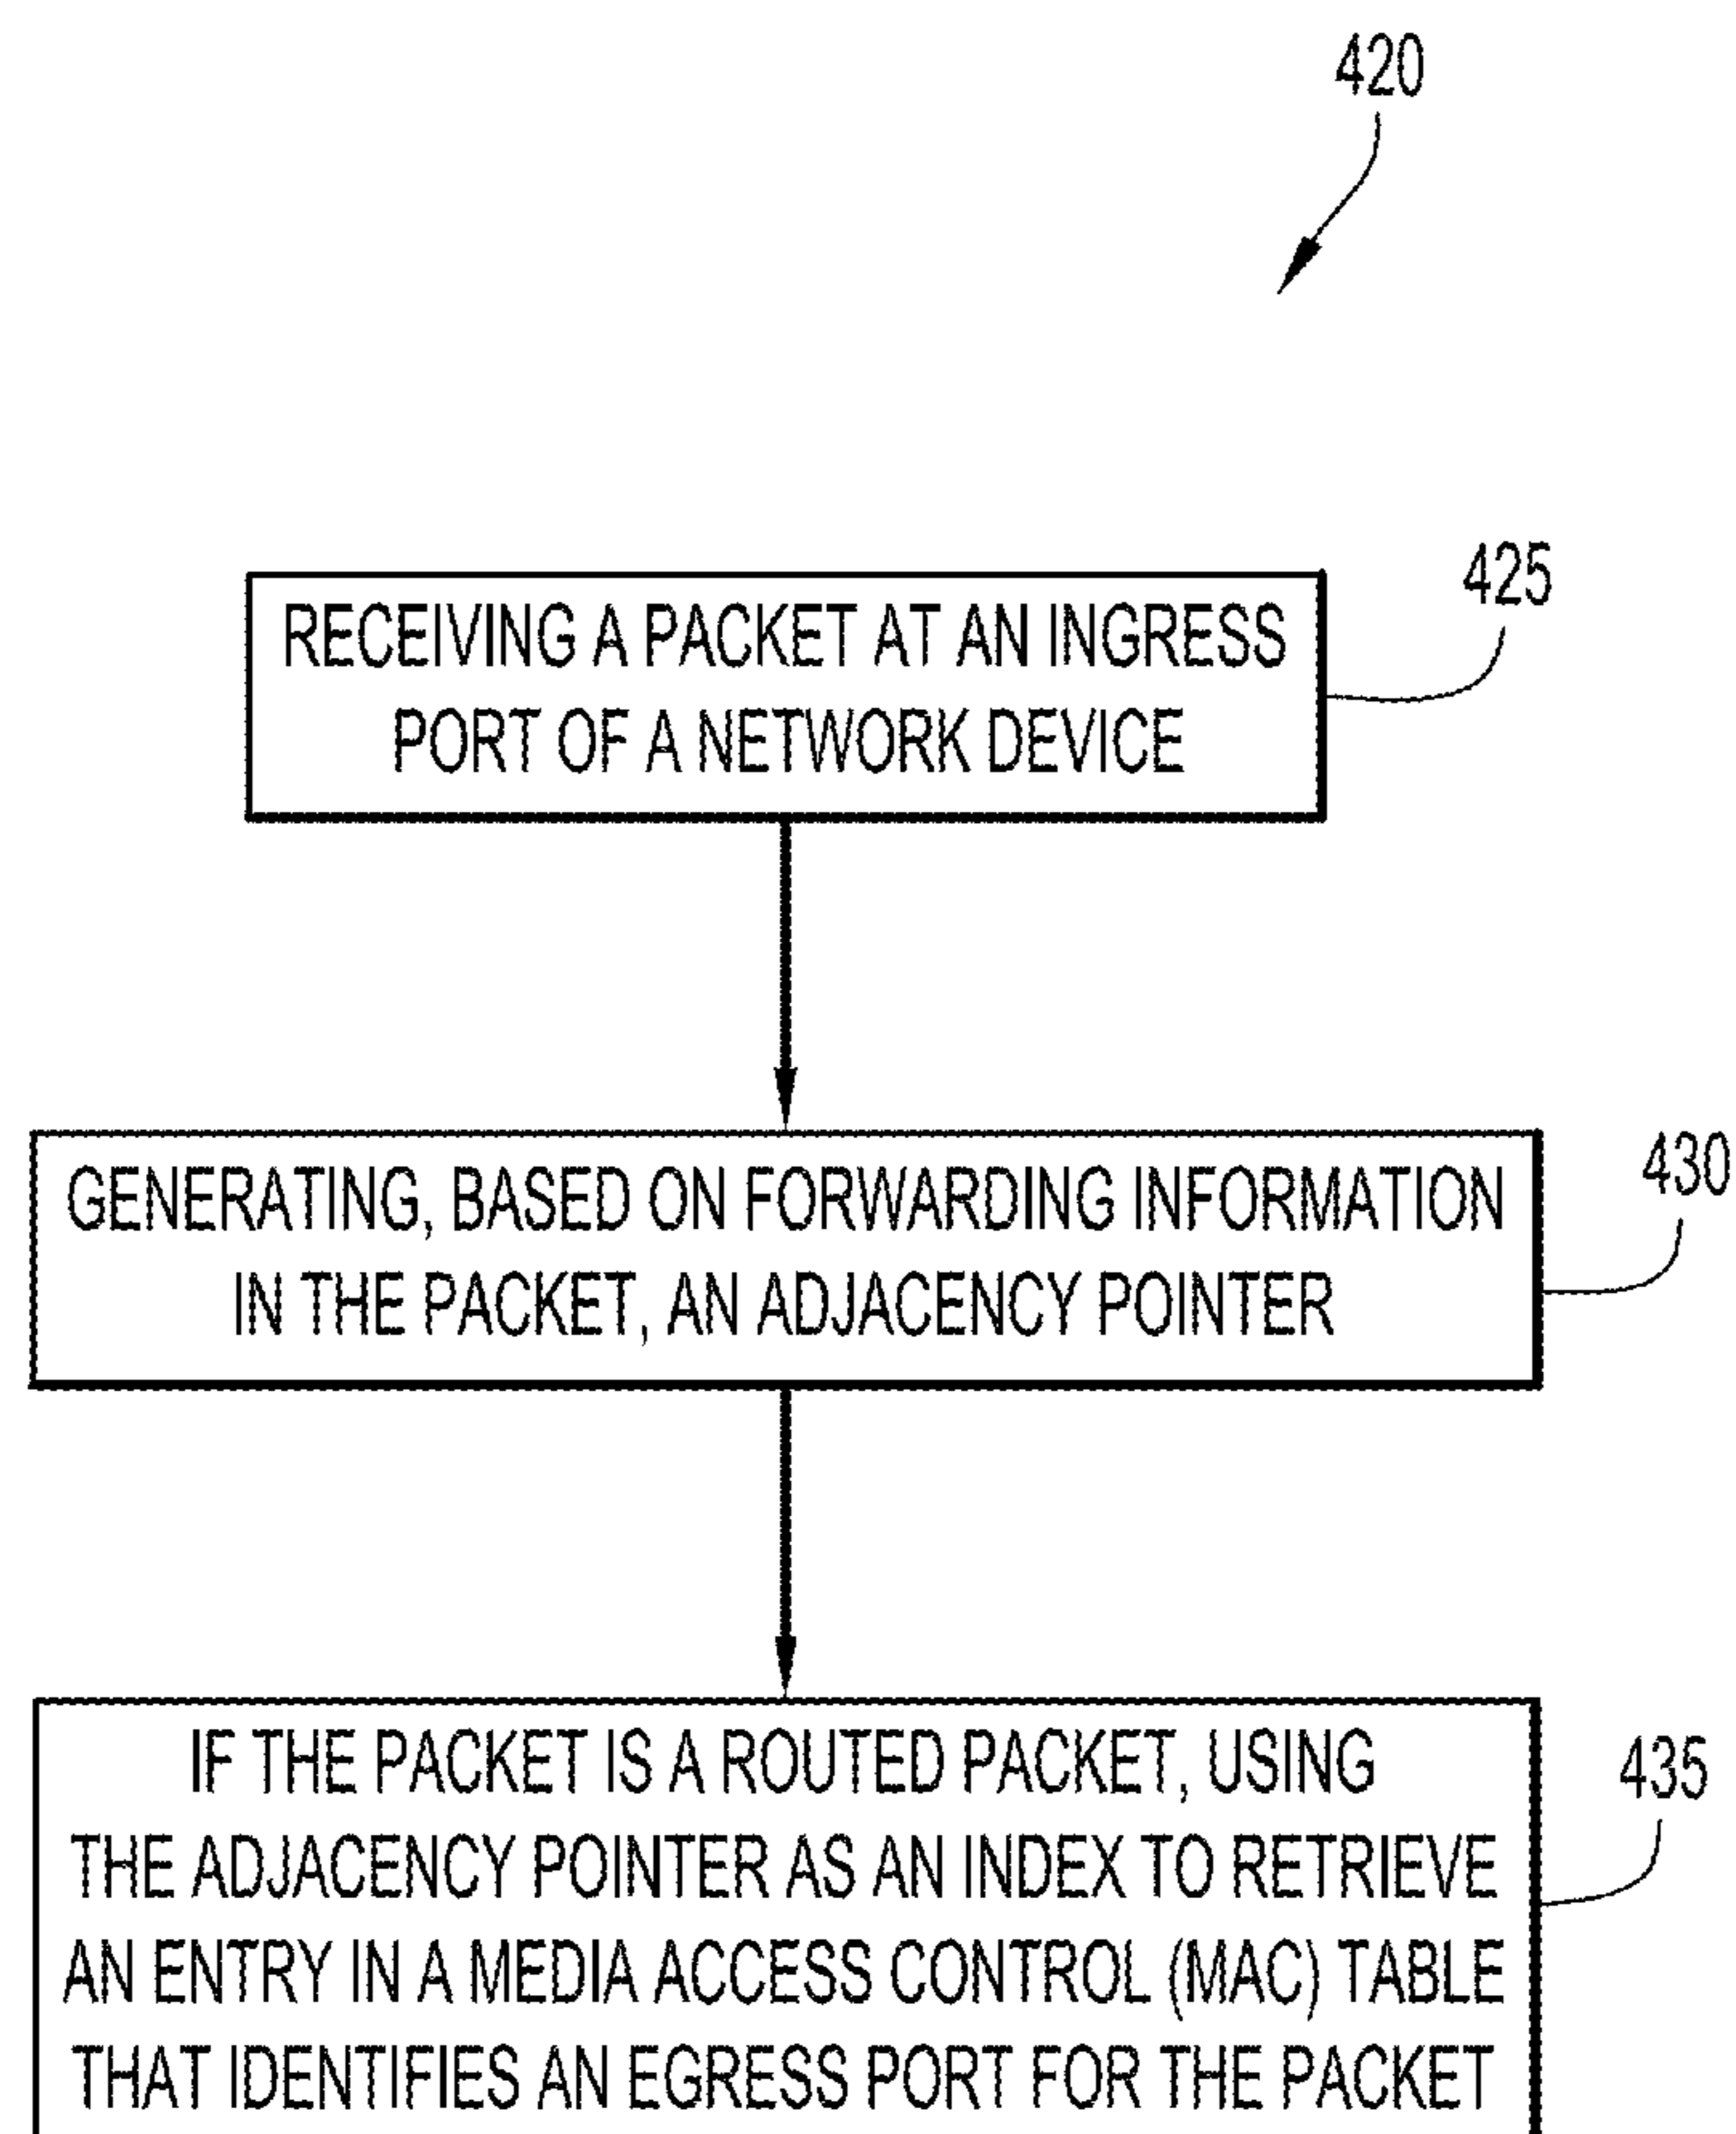 420
425
RECEIVING A PACKET AT AN INGRESS
PORT OF A NETWORK DEVICE
430
GENERATING, BASED ON FORWARDING INFORMATION
IN THE PACKET, AN ADJACENCY POINTER
435
IF THE PACKET IS A ROUTED PACKET, USING
THE ADJACENCY POINTER AS AN INDEX TO RETRIEVE
AN ENTRY IN A MEDIA ACCESS CONTROL (MAC) TABLE
THAT IDENTIFIES AN EGRESS PORT FOR THE PACKET